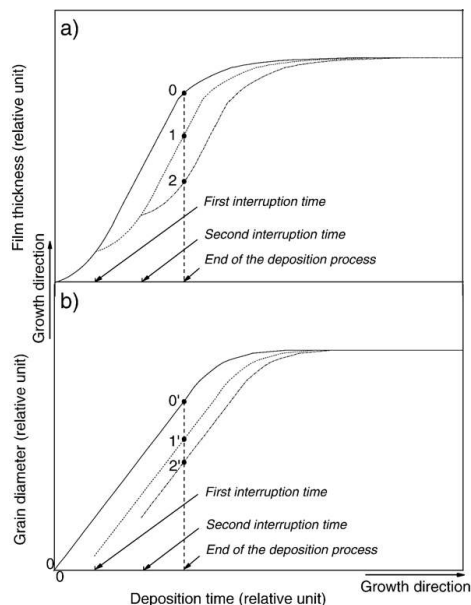 a)
Film thickness (relative unit)
Growth direction
0
1
2
First interruption time
Second interruption time
End of the deposition process
b)
Grain diameter (relative unit)
0'
1'
2'
First interruption time
Second interruption time
End of the deposition process
0
0
Growth direction
Deposition time (relative unit)